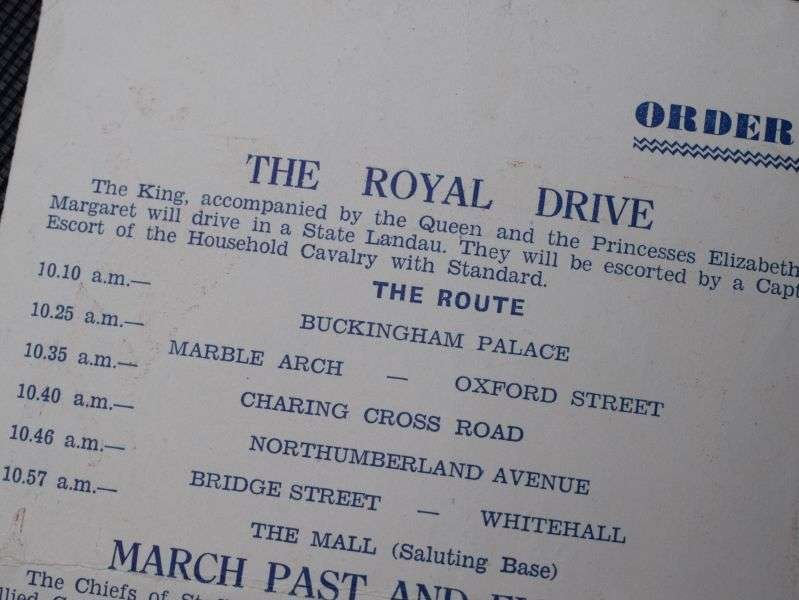 ORDER
THE ROYAL DRIVE
The King, accompanied by the Queen and the Princesses Elizabeth
Margaret will drive in a State Landau. They will be escorted by a Capt
Escort of the Household Cavalry with Standard.
THE ROUTE
10.10 a.m.— BUCKINGHAM PALACE
10.25 a.m.— MARBLE ARCH — OXFORD STREET
10.35 a.m.— CHARING CROSS ROAD
10.40 a.m.— NORTHUMBERLAND AVENUE
10.46 a.m.— BRIDGE STREET — WHITEHALL
10.57 a.m.— THE MALL (Saluting Base)
MARCH PAST AND
The Chiefs of